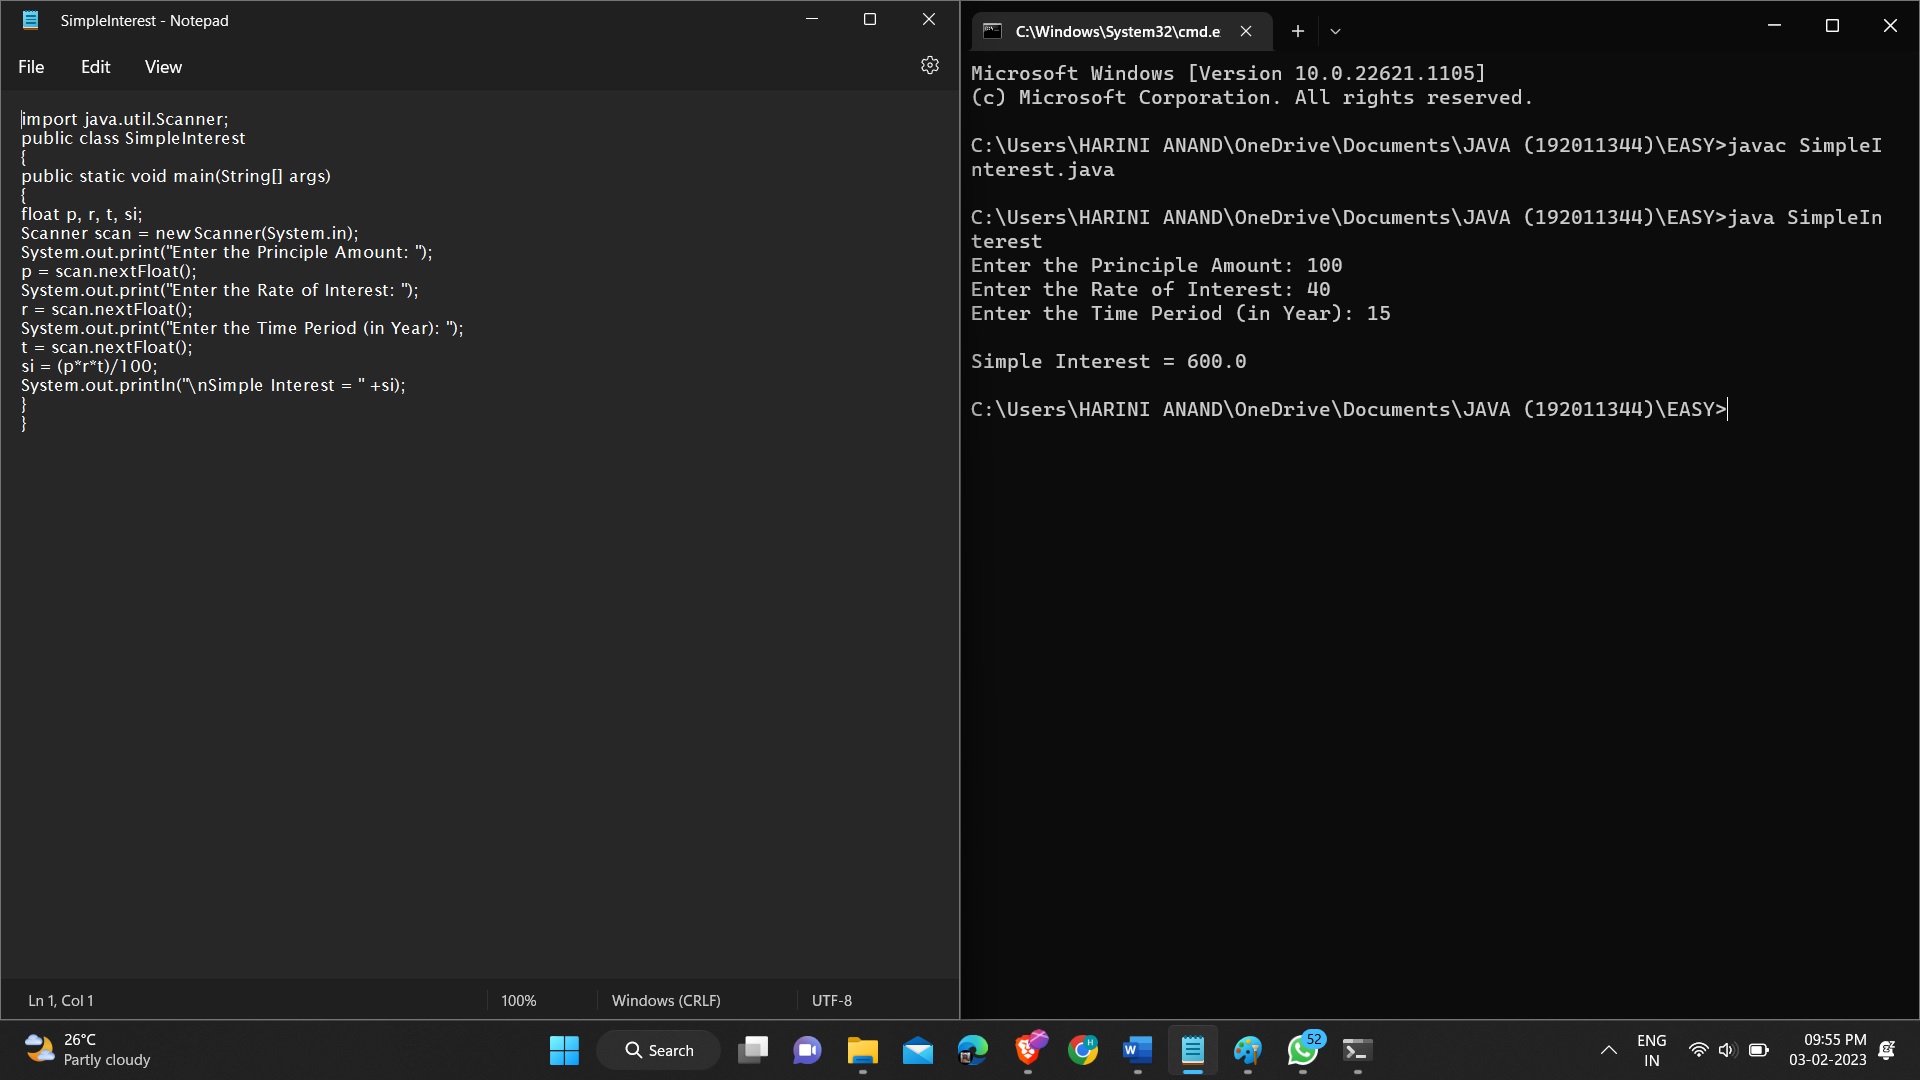 SimpleInterest - Notepad
File Edit View
import java.util.Scanner;
public class SimpleInterest
{
public static void main(String[] args)
{
float p, r, t, si;
Scanner scan = new Scanner(System.in);
System.out.print("Enter the Principle Amount: ");
p = scan.nextFloat();
System.out.print("Enter the Rate of Interest: ");
r = scan.nextFloat();
System.out.print("Enter the Time Period (in Year): ");
t = scan.nextFloat();
si = (p*r*t)/100;
System.out.println("\nSimple Interest = " +si);
}
}
Ln 1, Col 1 100% Windows (CRLF) UTF-8
C:\Windows\System32\cmd.e
Microsoft Windows [Version 10.0.22621.1105]
(c) Microsoft Corporation. All rights reserved.
C:\Users\HARINI ANAND\OneDrive\Documents\JAVA (192011344)\EASY>javac SimpleI
nterest.java
C:\Users\HARINI ANAND\OneDrive\Documents\JAVA (192011344)\EASY>java SimpleIn
terest
Enter the Principle Amount: 100
Enter the Rate of Interest: 40
Enter the Time Period (in Year): 15
Simple Interest = 600.0
C:\Users\HARINI ANAND\OneDrive\Documents\JAVA (192011344)\EASY>
26°C
Partly cloudy
Search
H
W
52
ENG
IN
09:55 PM
03-02-2023